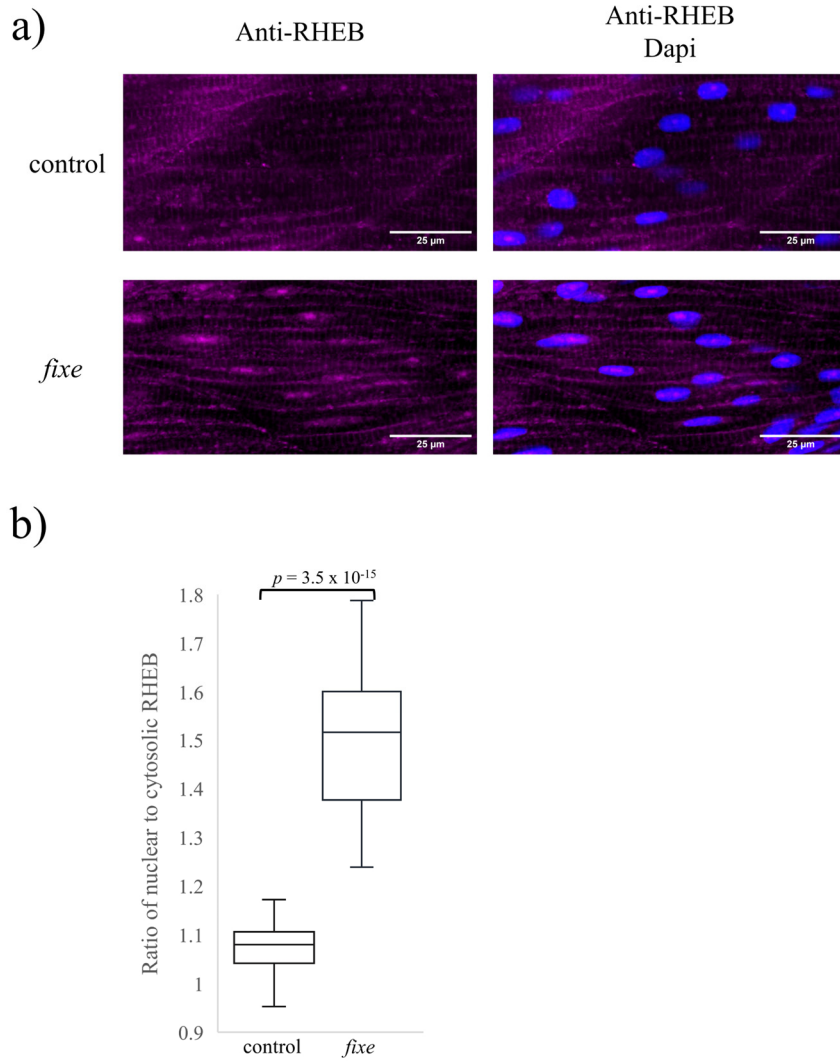 a)
Anti-RHEB
Anti-RHEB
Dapi
control
25 µm
25 µm
fixe
25 µm
25 µm
b)
p = 3.5 x 10⁻¹⁵
Ratio of nuclear to cytosolic RHEB
1.8
1.7
1.6
1.5
1.4
1.3
1.2
1.1
1
0.9
control
fixe